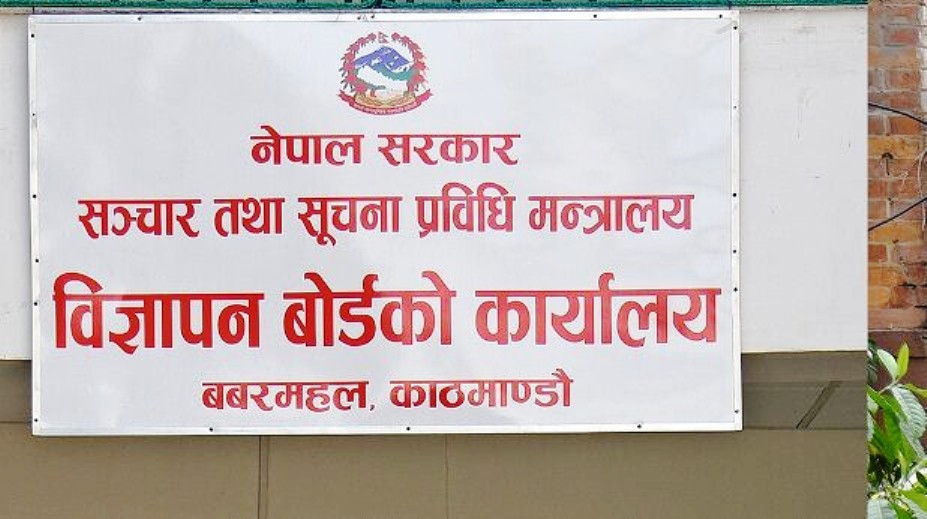 नेपाल सरकार
सञ्चार तथा सूचना प्रविधि मन्त्रालय
विज्ञापन बोर्डको कार्यालय
बबरमहल, काठमाण्डौ